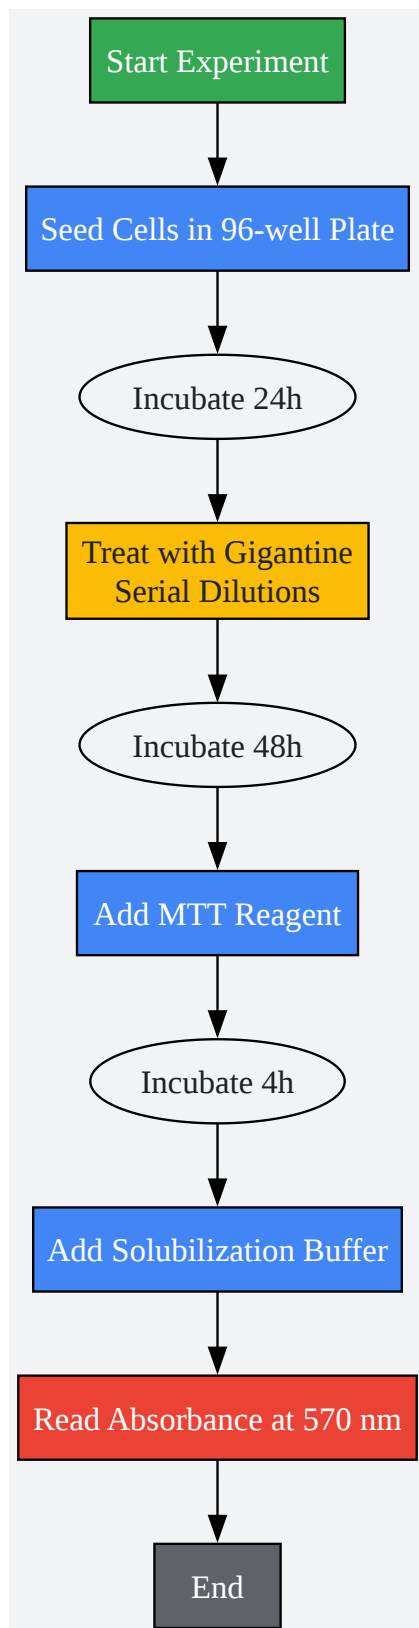 Start Experiment
Seed Cells in 96-well Plate
Incubate 24h
Treat with Gigantine
Serial Dilutions
Incubate 48h
Add MTT Reagent
Incubate 4h
Add Solubilization Buffer
Read Absorbance at 570 nm
End